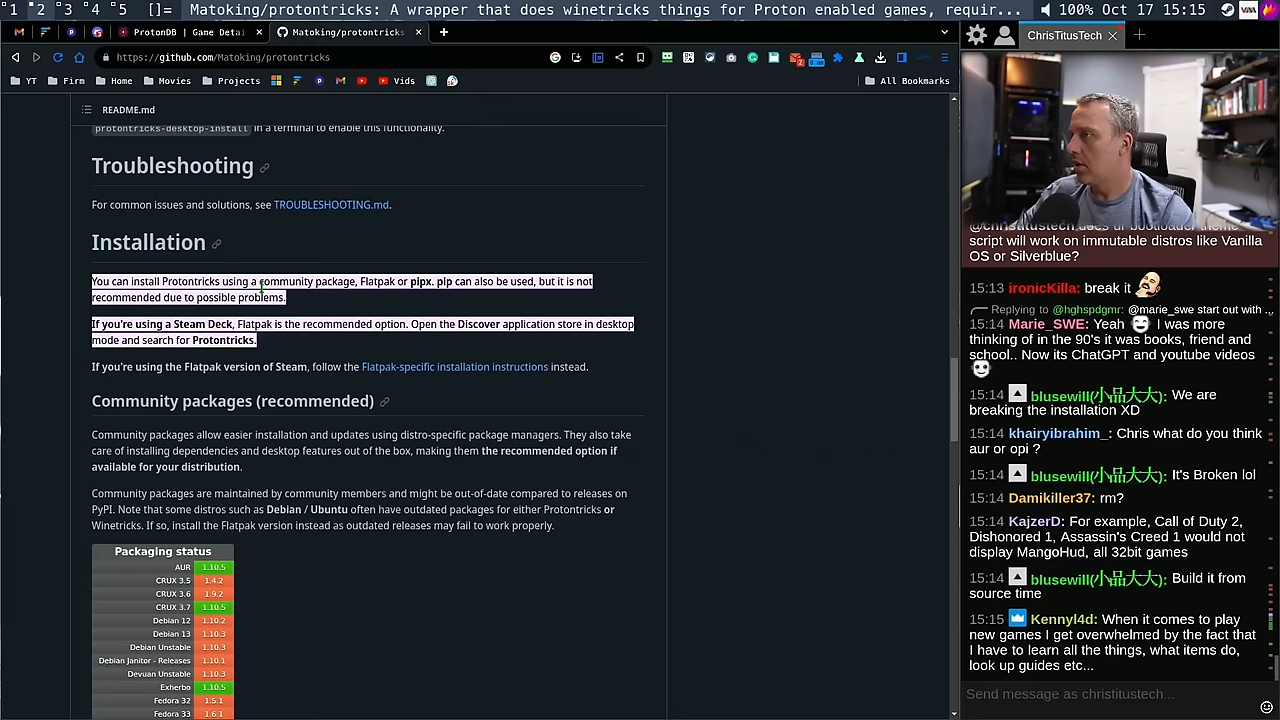 °1 °2 °3 °4 °5 []= Matoking/protontricks: A wrapper that does winetricks things for Proton enabled games, requir... 100% Oct 17 15:15
ProtonDB | Game Detai × Matoking/protontricks: A × +
https://github.com/Matoking/protontricks
YT Firm Home Movies Projects Vids All Bookmarks
README.md
protontricks-desktop-install in a terminal to enable this functionality.
Troubleshooting
For common issues and solutions, see TROUBLESHOOTING.md.
Installation
You can install Protontricks using a community package, Flatpak or pipx. pip can also be used, but it is not
recommended due to possible problems.
If you're using a Steam Deck, Flatpak is the recommended option. Open the Discover application store in desktop
mode and search for Protontricks.
If you're using the Flatpak version of Steam, follow the Flatpak-specific installation instructions instead.
Community packages (recommended)
Community packages allow easier installation and updates using distro-specific package managers. They also take
care of installing dependencies and desktop features out of the box, making them the recommended option if
available for your distribution.
Community packages are maintained by community members and might be out-of-date compared to releases on
PyPI. Note that some distros such as Debian / Ubuntu often have outdated packages for either Protontricks or
Winetricks. If so, install the Flatpak version instead as outdated releases may fail to work properly.
Packaging status
AUR 1.10.5
CRUX 3.5 1.4.2
CRUX 3.6 1.9.2
CRUX 3.7 1.10.5
Debian 12 1.10.2
Debian 13 1.10.3
Debian Unstable 1.10.3
Debian Janitor - Releases 1.10.1
Devuan Unstable 1.10.3
Exherbo 1.10.5
Fedora 32 1.5.1
Fedora 33 1.6.1
ChrisTitusTech
@christitustech does ur bootloader theme
script will work on immutable distros like Vanilla
OS or Silverblue?
15:13 ironicKilla: break it
Replying to @hghspdgmr: @marie_swe start out with ...
15:14 Marie_SWE: Yeah I was more
thinking of in the 90's it was books, friend and
school.. Now its ChatGPT and youtube videos
15:14 blusewill(小品大大): We are
breaking the installation XD
15:14 khairyibrahim_: Chris what do you think
aur or opi ?
15:14 blusewill(小品大大): It's Broken lol
15:14 Damikiller37: rm?
15:14 KajzerD: For example, Call of Duty 2,
Dishonored 1, Assassin's Creed 1 would not
display MangoHud, all 32bit games
15:14 blusewill(小品大大): Build it from
source time
15:15 Kennyl4d: When it comes to play
new games I get overwhelmed by the fact that
I have to learn all the things, what items do,
look up guides etc...
Send message as christitustech...